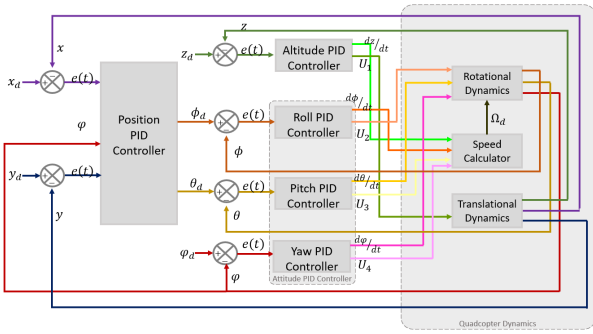 z
dz/dt
x
z_d
e(t)
Altitude PID
Controller
U_1
x_d
e(t)
Rotational
Dynamics
dϕ/dt
Position
PID
Controller
ϕ_d
e(t)
Roll PID
Controller
U_2
Ω_d
φ
ϕ
Speed
Calculator
y_d
e(t)
θ_d
e(t)
Pitch PID
Controller
dθ/dt
U_3
Translational
Dynamics
y
θ
φ_d
e(t)
Yaw PID
Controller
dφ/dt
U_4
φ
Attitude PID Controller
Quadcopter Dynamics